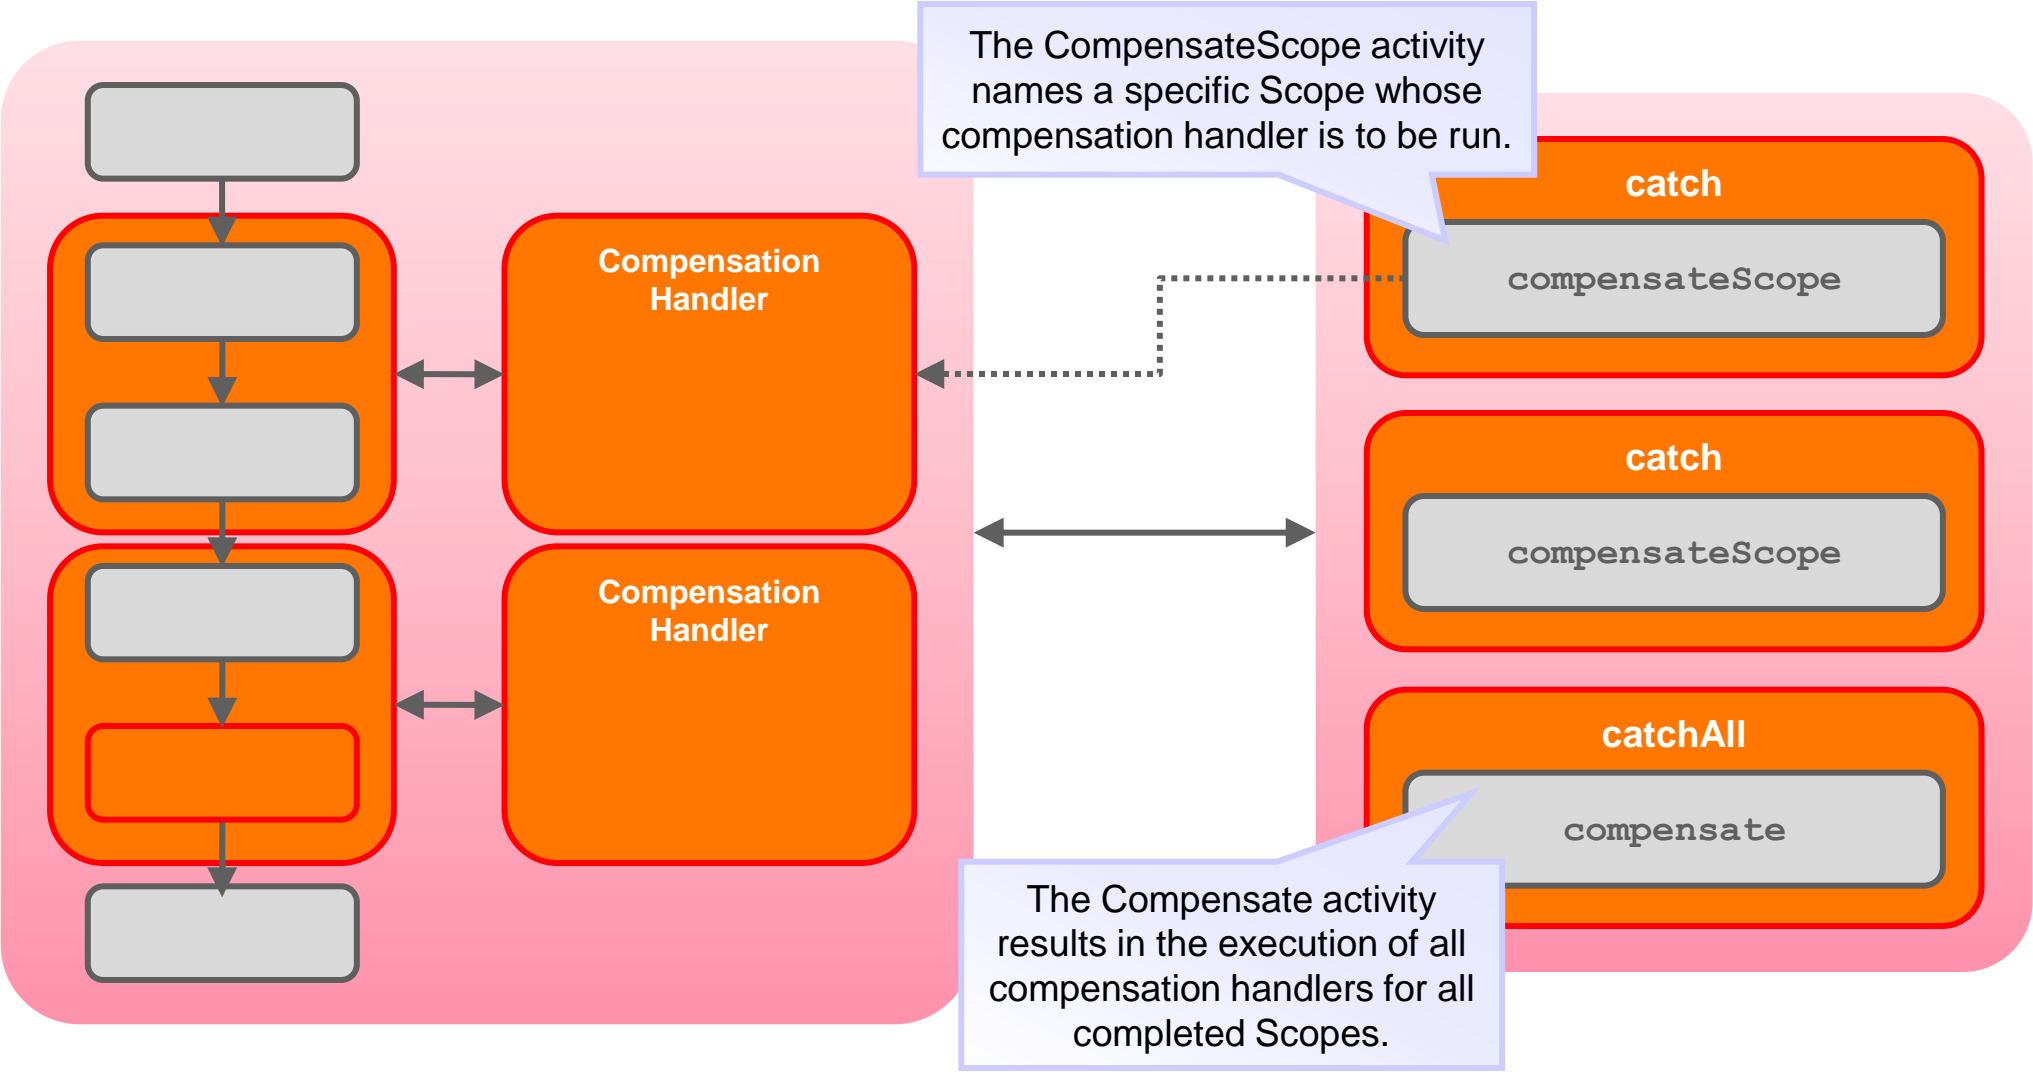 The CompensateScope activity
names a specific Scope whose
compensation handler is to be run.
catch
compensateScope
Compensation
Handler
catch
compensateScope
Compensation
Handler
catchAll
compensate
The Compensate activity
results in the execution of all
compensation handlers for all
completed Scopes.